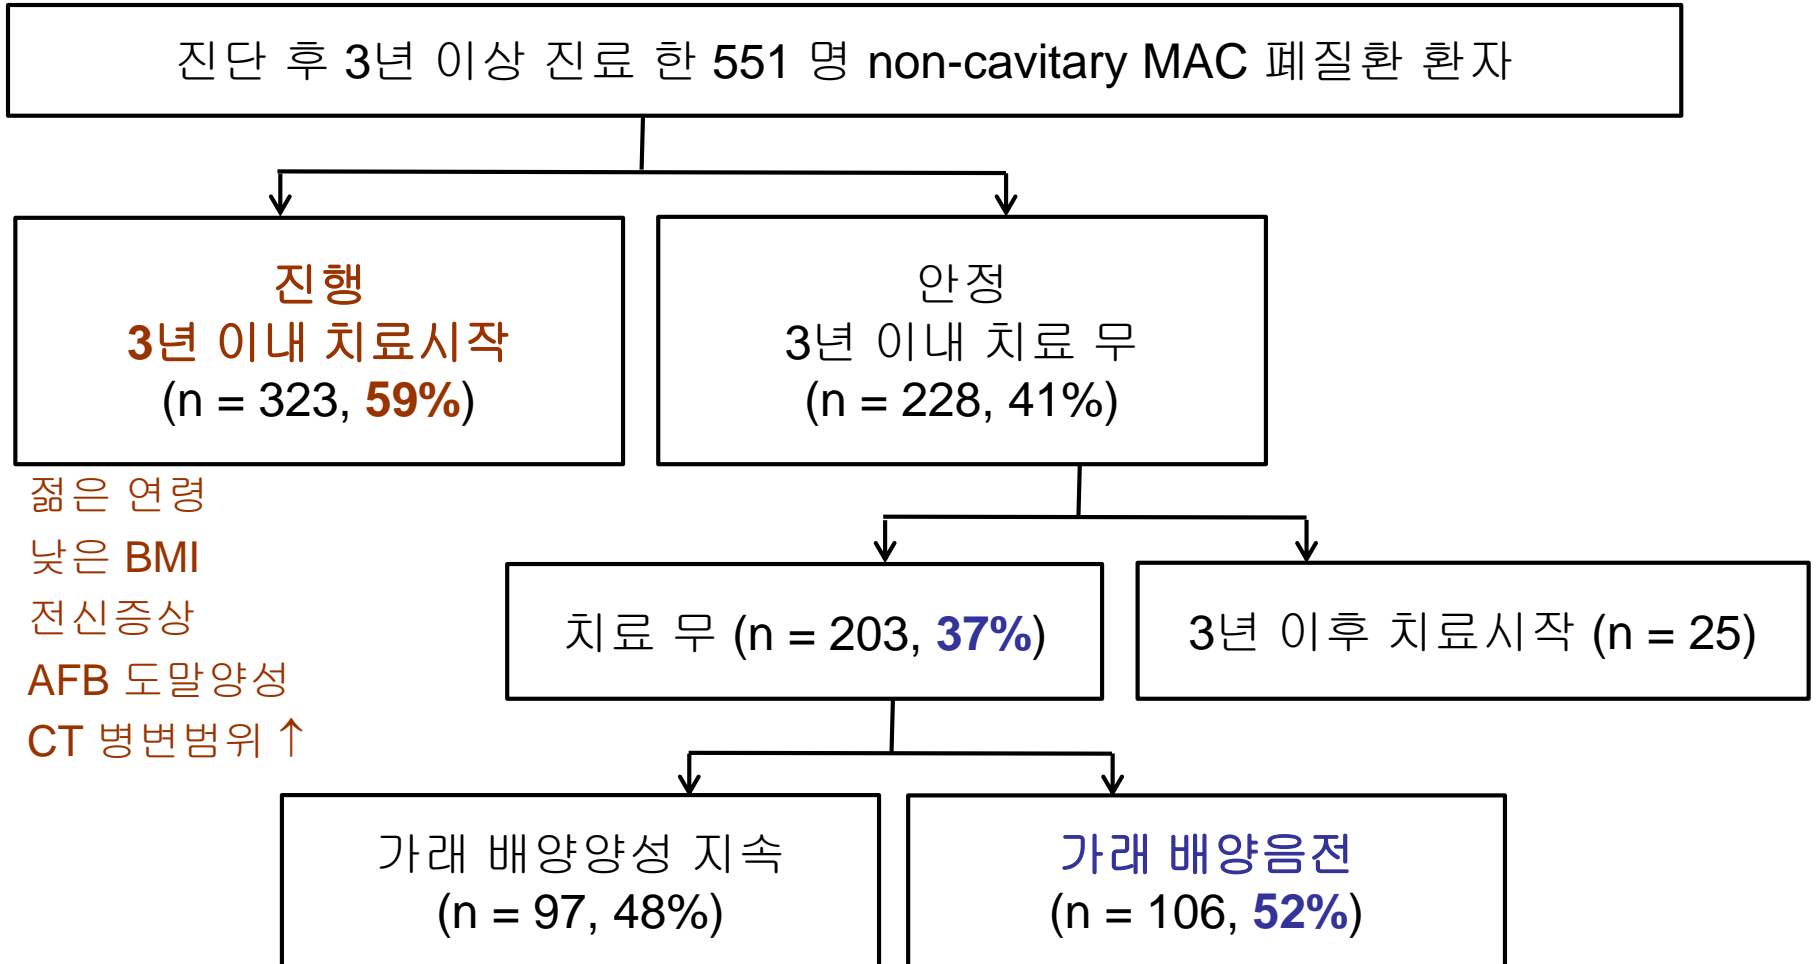 진단 후 3년 이상 진료 한 551 명 non-cavitary MAC 폐질환 환자
진행
3년 이내 치료시작
(n = 323, 59%)
안정
3년 이내 치료 무
(n = 228, 41%)
젊은 연령
낮은 BMI
전신증상
AFB 도말양성
CT 병변범위 ↑
치료 무 (n = 203, 37%)
3년 이후 치료시작 (n = 25)
가래 배양양성 지속
(n = 97, 48%)
가래 배양음전
(n = 106, 52%)